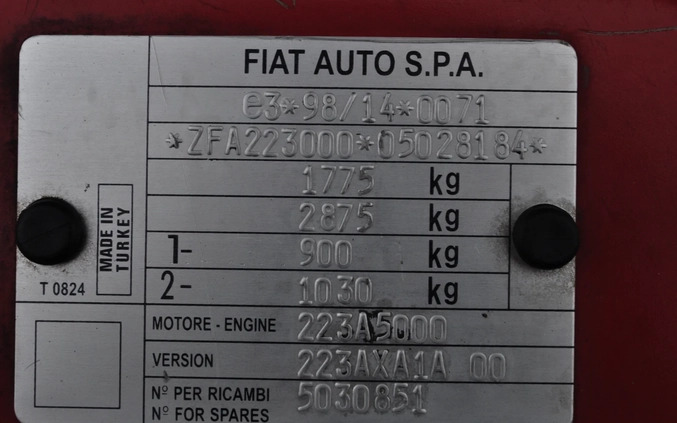 FIAT AUTO S.P.A.
e3*98/14*0071
*ZFA223000*05028184*
1775 kg
2875 kg
1- 900 kg
2- 1030 kg
MADE IN
TURKEY
T 0824
MOTORE - ENGINE 223A5000
VERSION 223AXA1A 00
Nº PER RICAMBI 5030851
Nº FOR SPARES